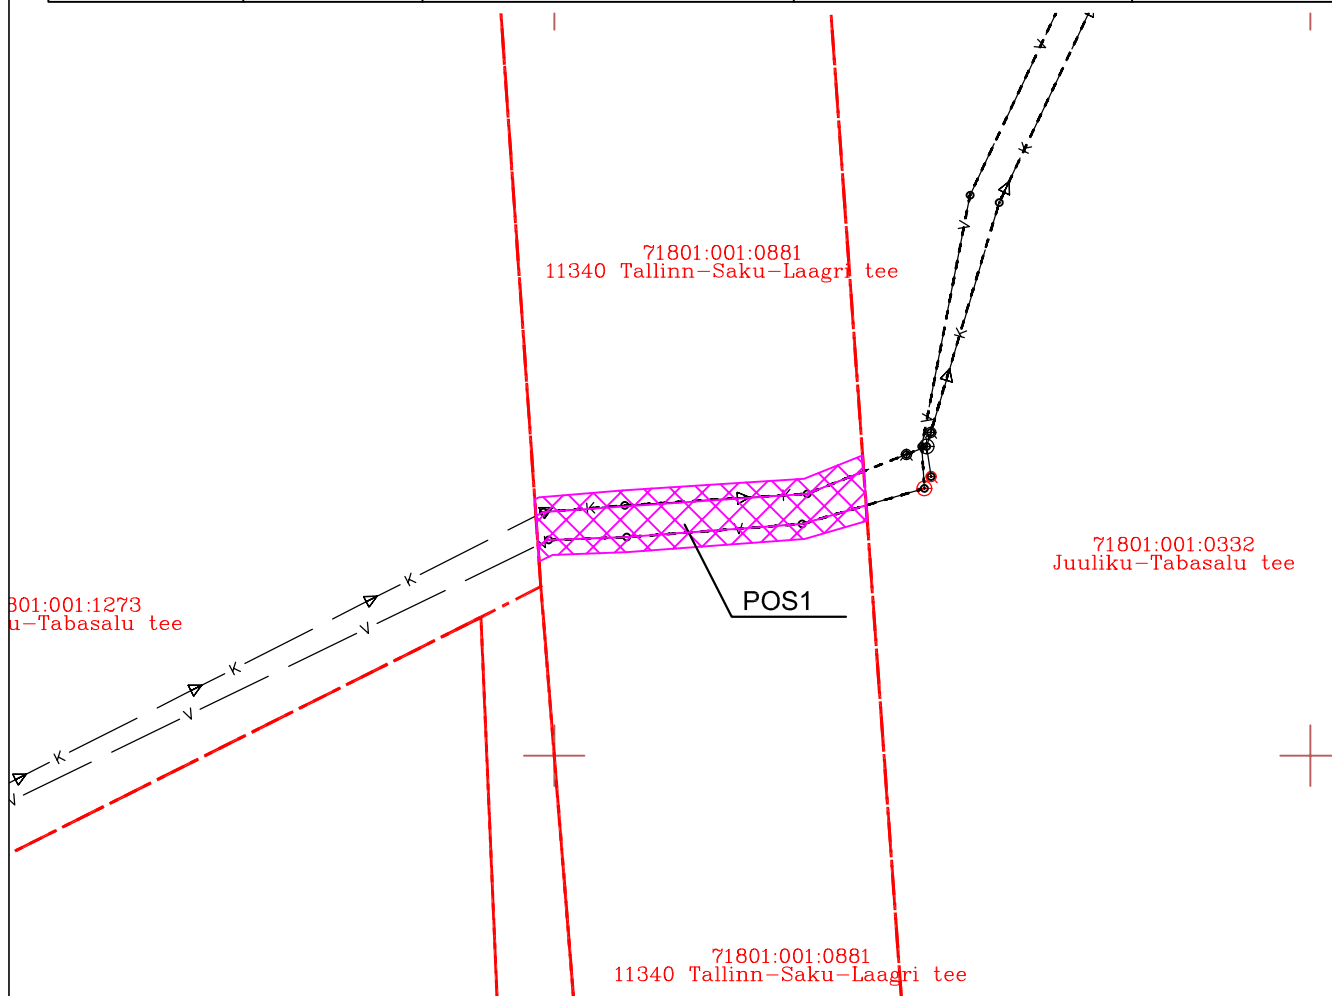 71801:001:0881
11340 Tallinn-Saku-Laagri tee
V
K
V
K
V
K
K
V
K
V
POS1
71801:001:0332
Juuliku-Tabasalu tee
801:001:1273
u-Tabasalu tee
K
V
K
V
K
V
71801:001:0881
11340 Tallinn-Saku-Laagri tee